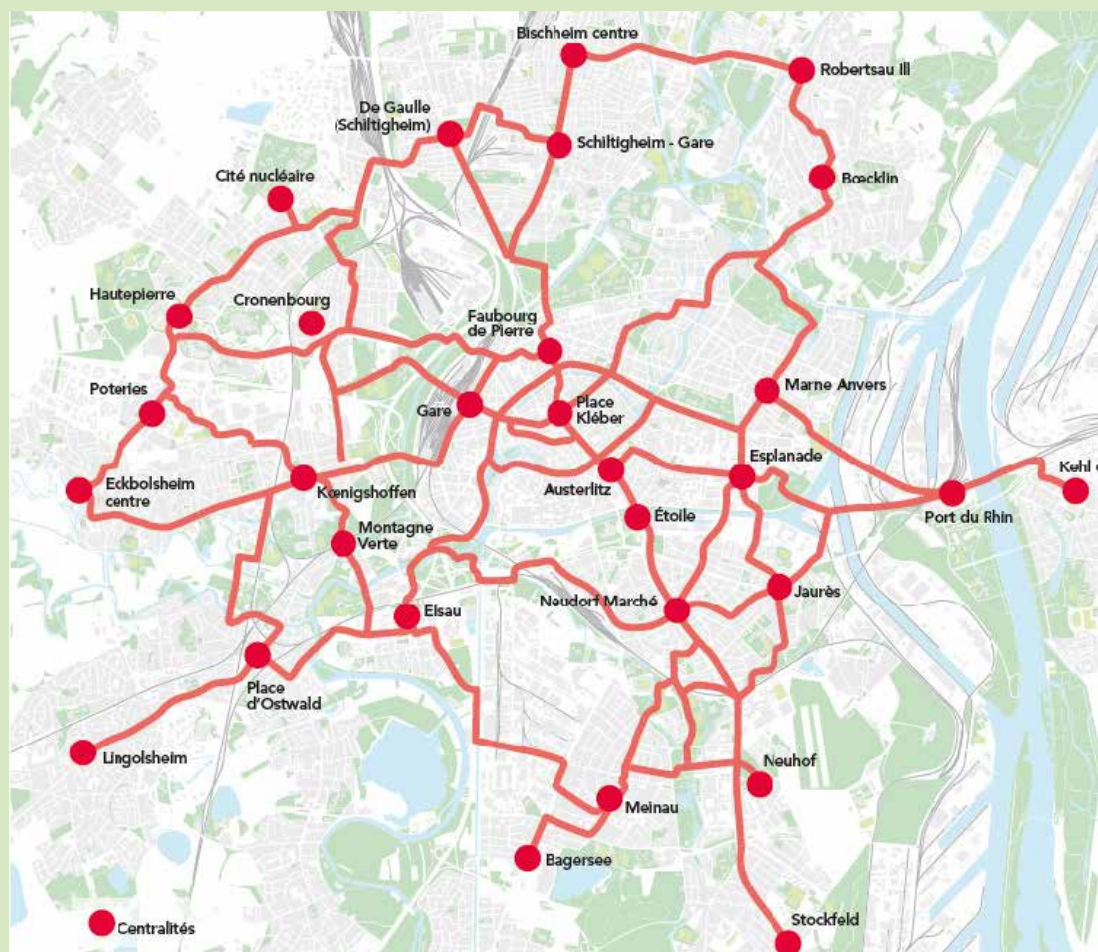 Bischheim centre
Robertsau Ill
De Gaulle
(Schiltigheim)
Schiltigheim - Gare
Cité nucléaire
Bœcklin
Hautepierre
Cronenbourg
Faubourg
de Pierre
Poteries
Gare
Place
Kléber
Marne Anvers
Eckbolsheim
centre
Kœnigshoffen
Austerlitz
Esplanade
Kehl
Port du Rhin
Étoile
Montagne
Verte
Elsau
Neudorf Marché
Jaurès
Place
d'Ostwald
Lingolsheim
Neuhof
Meinau
Bagersee
Stockfeld
Centralités